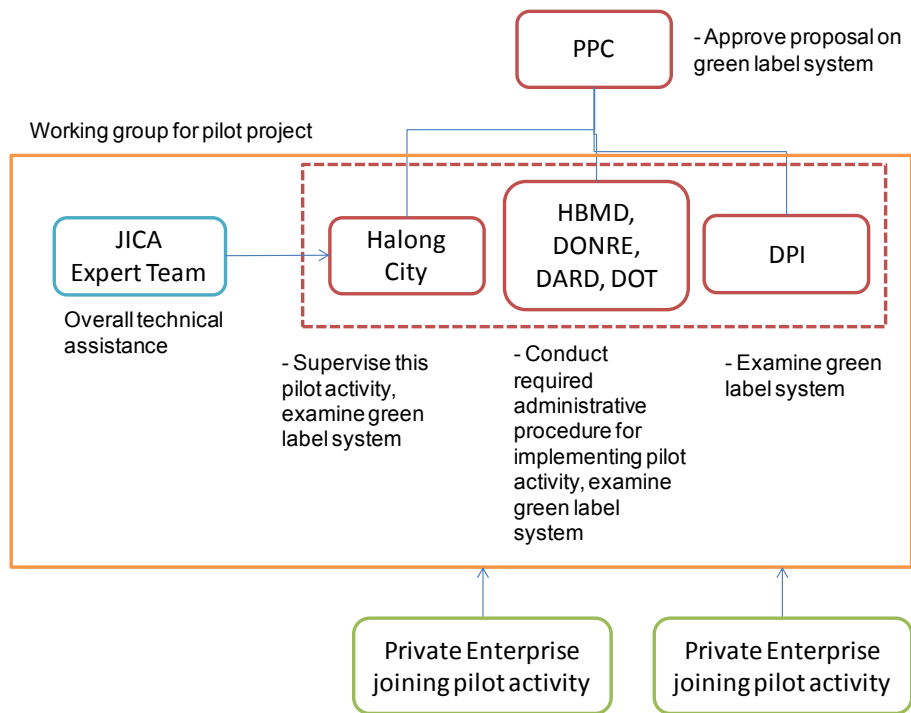 PPC
- Approve proposal on
green label system
Working group for pilot project
JICA
Expert Team
Halong
City
HBMD,
DONRE,
DARD, DOT
DPI
Overall technical
assistance
- Supervise this
pilot activity,
examine green
label system
- Conduct
required
administrative
procedure for
implementing pilot
activity, examine
green label
system
- Examine green
label system
Private Enterprise
joining pilot activity
Private Enterprise
joining pilot activity